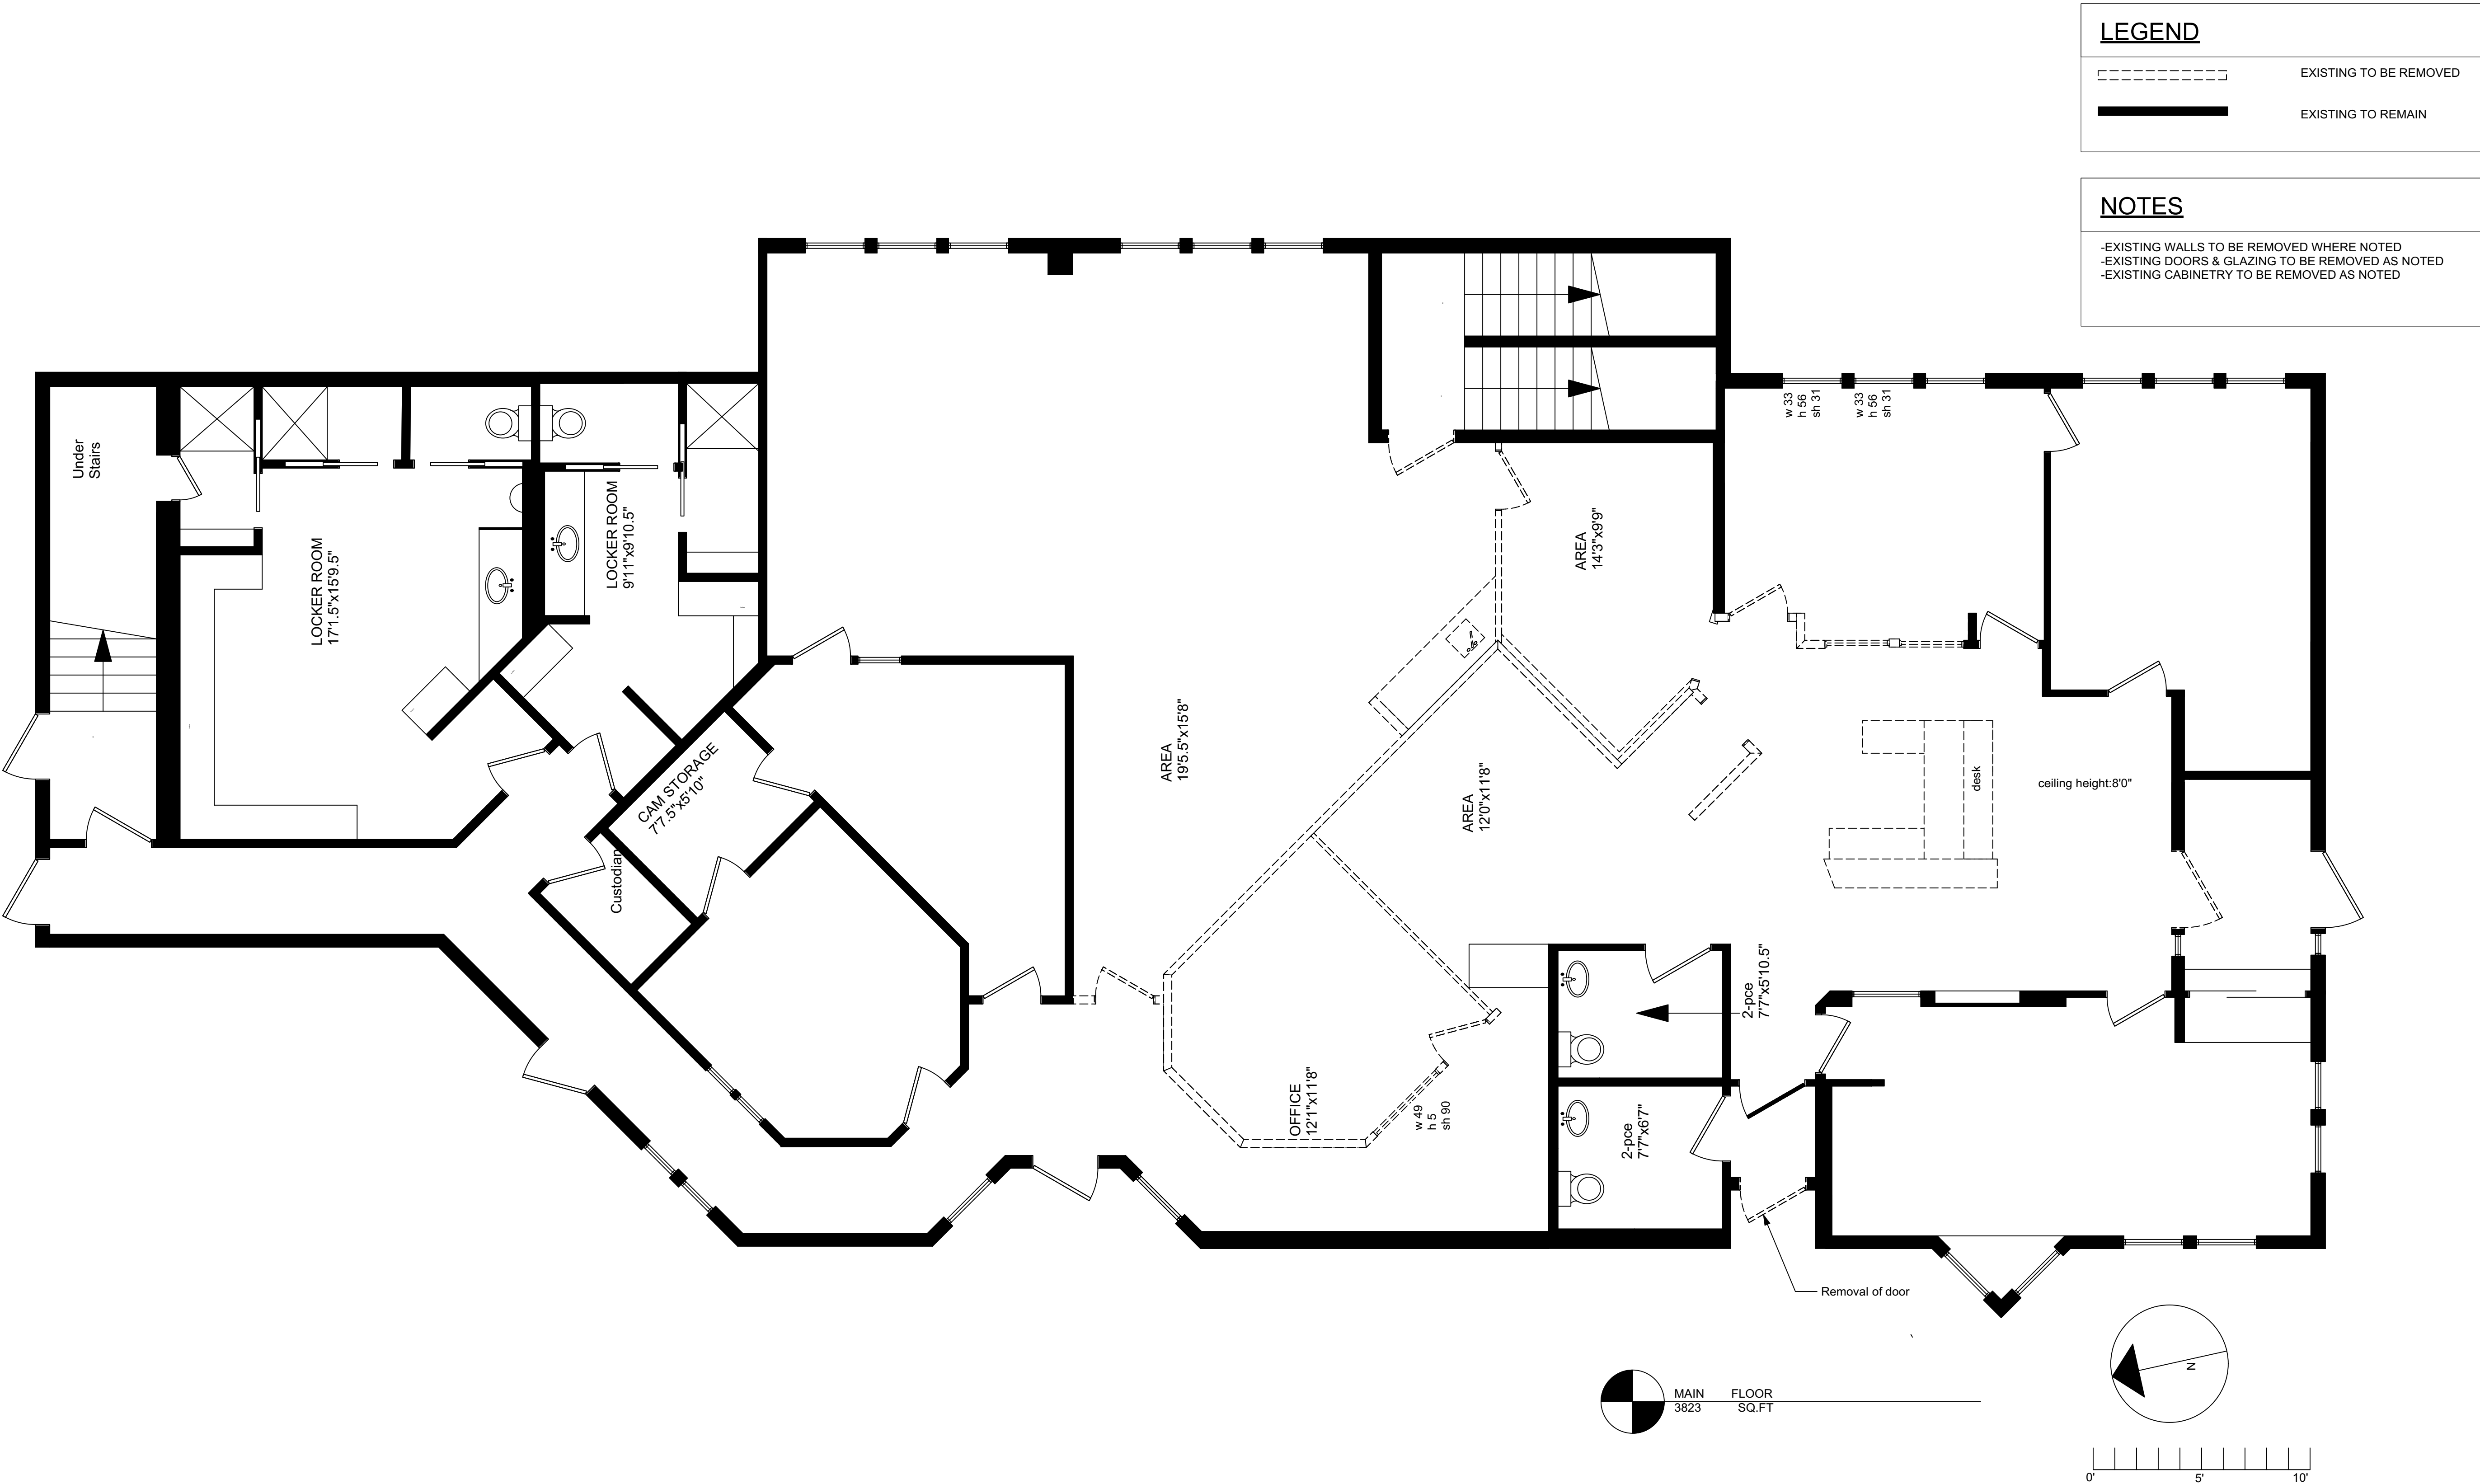 LEGEND
EXISTING TO BE REMOVED
EXISTING TO REMAIN
NOTES
-EXISTING WALLS TO BE REMOVED WHERE NOTED
-EXISTING DOORS & GLAZING TO BE REMOVED AS NOTED
-EXISTING CABINETRY TO BE REMOVED AS NOTED
Under
Stairs
LOCKER ROOM
17'1.5"x15'9.5"
LOCKER ROOM
9'11"x9'10.5"
CAM STORAGE
7'7.5"x5'10"
Custodian
AREA
19'5.5"x15'8"
AREA
14'3"x9'9"
AREA
12'0"x11'8"
OFFICE
12'1"x11'8"
w 49
h 5
sh 90
w 33
h 56
sh 31
w 33
h 56
sh 31
desk
ceiling height:8'0"
2-pce
7'7"x5'10.5"
2-pce
7'7"x6'7"
Removal of door
MAIN FLOOR
3823 SQ.FT
N
0' 5' 10'